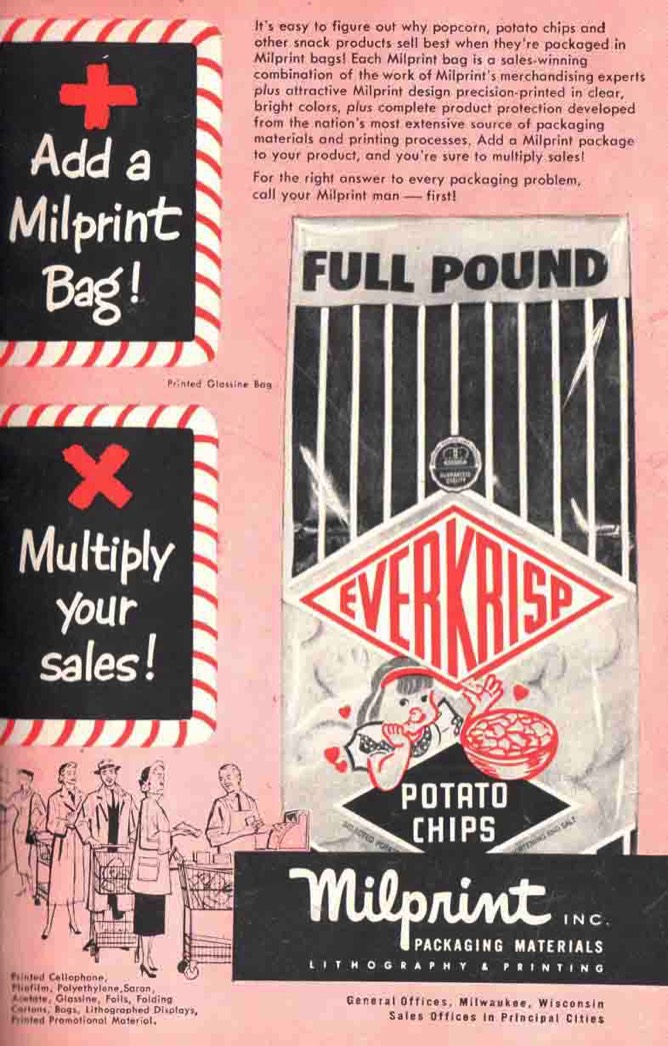 It's easy to figure out why popcorn, potato chips and
other snack products sell best when they're packaged in
Milprint bags! Each Milprint bag is a sales-winning
combination of the work of Milprint's merchandising experts
plus attractive Milprint design precision-printed in clear,
bright colors, plus complete product protection developed
from the nation's most extensive source of packaging
materials and printing processes. Add a Milprint package
to your product, and you're sure to multiply sales!
For the right answer to every packaging problem,
call your Milprint man — first!
+
Add a
Milprint
Bag!
Printed Glassine Bag
×
Multiply
your
sales!
FULL POUND
GUARANTEED
QUALITY
EVERKRISP
POTATO
CHIPS
SELECTED
AND SALT
Milprint INC.
PACKAGING MATERIALS
LITHOGRAPHY & PRINTING
Printed Cellophane,
Pliofilm, Polyethylene, Saran,
Acetate, Glassine, Foils, Folding
Cartons, Bags, Lithographed Displays,
Printed Promotional Material.
General Offices, Milwaukee, Wisconsin
Sales Offices in Principal Cities